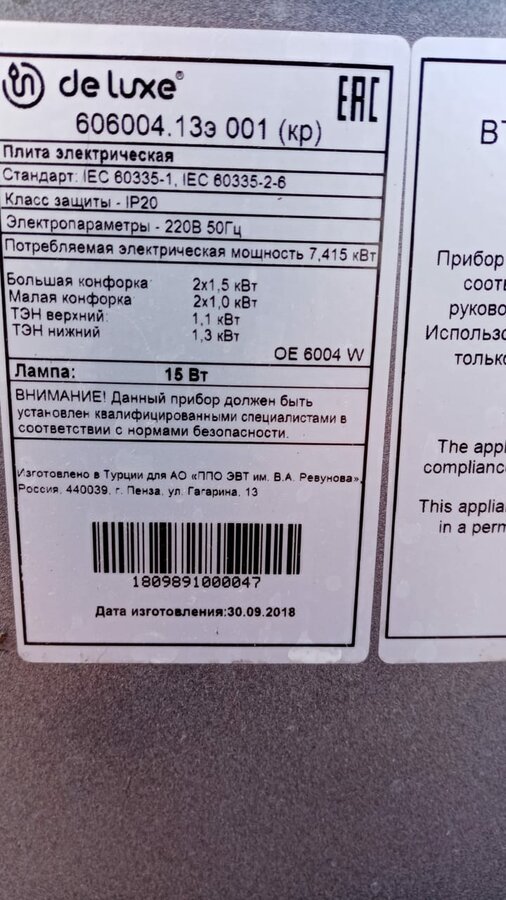 de luxe®
EAC
606004.13э 001 (кр)
Плита электрическая
Стандарт: IEC 60335-1, IEC 60335-2-6
Класс защиты - IP20
Электропараметры - 220В 50Гц
Потребляемая электрическая мощность 7,415 кВт
Большая конфорка 2x1,5 кВт
Малая конфорка 2x1,0 кВт
ТЭН верхний: 1,1 кВт
ТЭН нижний 1,3 кВт
OE 6004 W
Лампа: 15 Вт
ВНИМАНИЕ! Данный прибор должен быть
установлен квалифицированными специалистами в
соответствии с нормами безопасности.
Изготовлено в Турции для АО «ППО ЭВТ им. В.А. Ревунова»,
Россия, 440039, г. Пенза, ул. Гагарина, 13
1809891000047
Дата изготовления:30.09.2018
Прибор
соотв
руково
Использо
только
The appl
complianc
This applia
in a perm